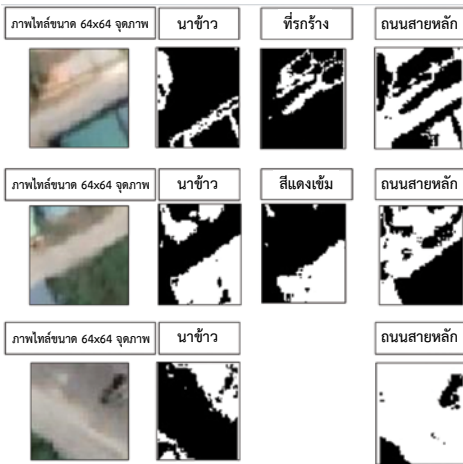 ภาพไทล์ขนาด 64x64 จุดภาพ นาข้าว ที่รกร้าง ถนนสายหลัก
ภาพไทล์ขนาด 64x64 จุดภาพ นาข้าว สีแดงเข้ม ถนนสายหลัก
ภาพไทล์ขนาด 64x64 จุดภาพ นาข้าว ถนนสายหลัก